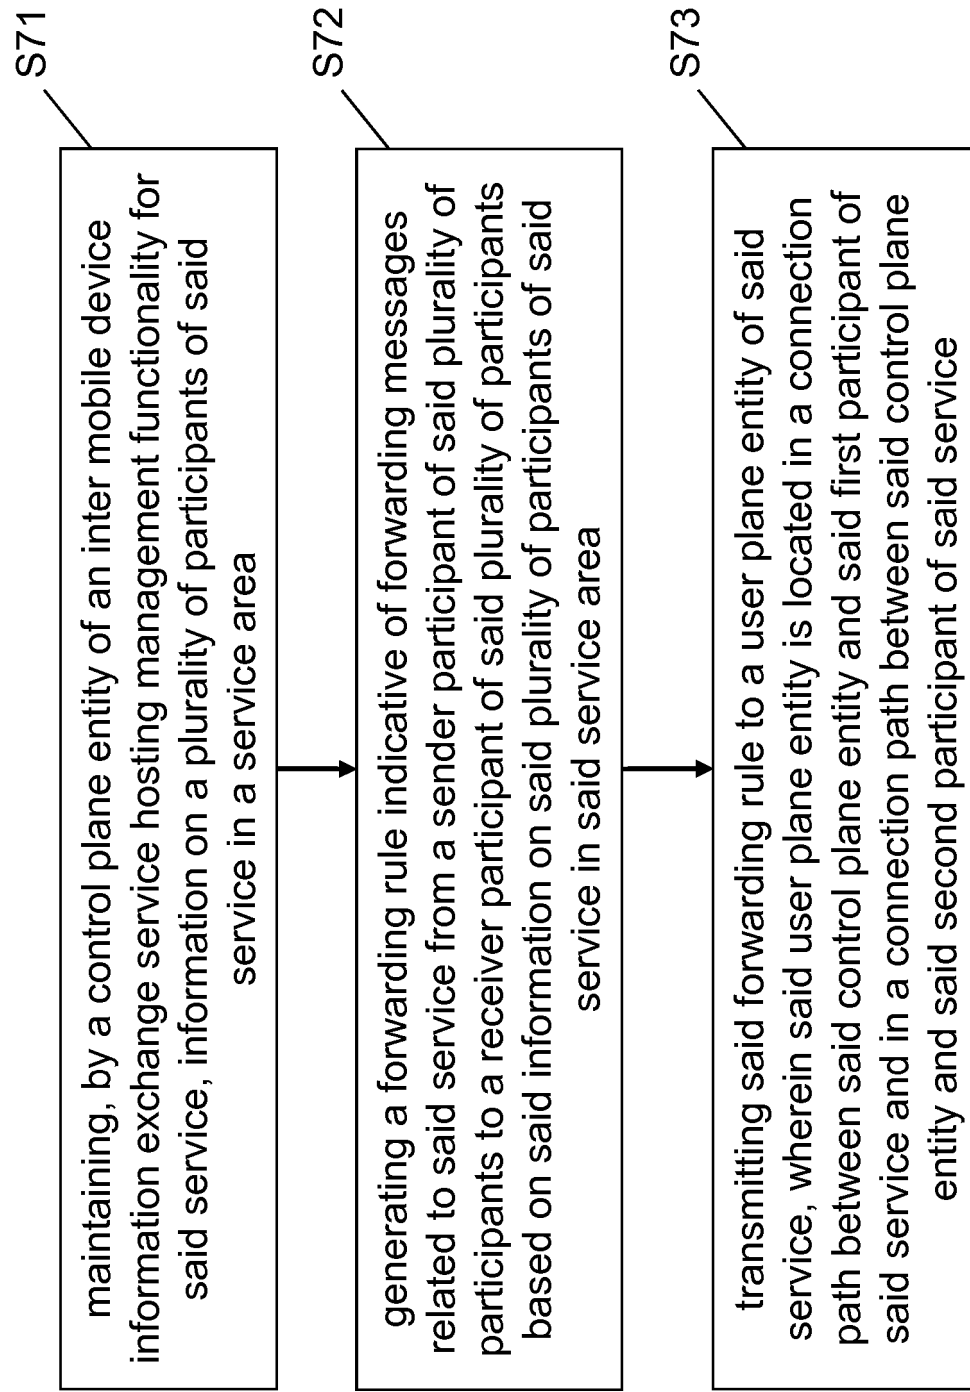 S71
maintaining, by a control plane entity of an inter mobile device
information exchange service hosting management functionality for
said service, information on a plurality of participants of said
service in a service area
S72
generating a forwarding rule indicative of forwarding messages
related to said service from a sender participant of said plurality of
participants to a receiver participant of said plurality of participants
based on said information on said plurality of participants of said
service in said service area
S73
transmitting said forwarding rule to a user plane entity of said
service, wherein said user plane entity is located in a connection
path between said control plane entity and said first participant of
said service and in a connection path between said control plane
entity and said second participant of said service